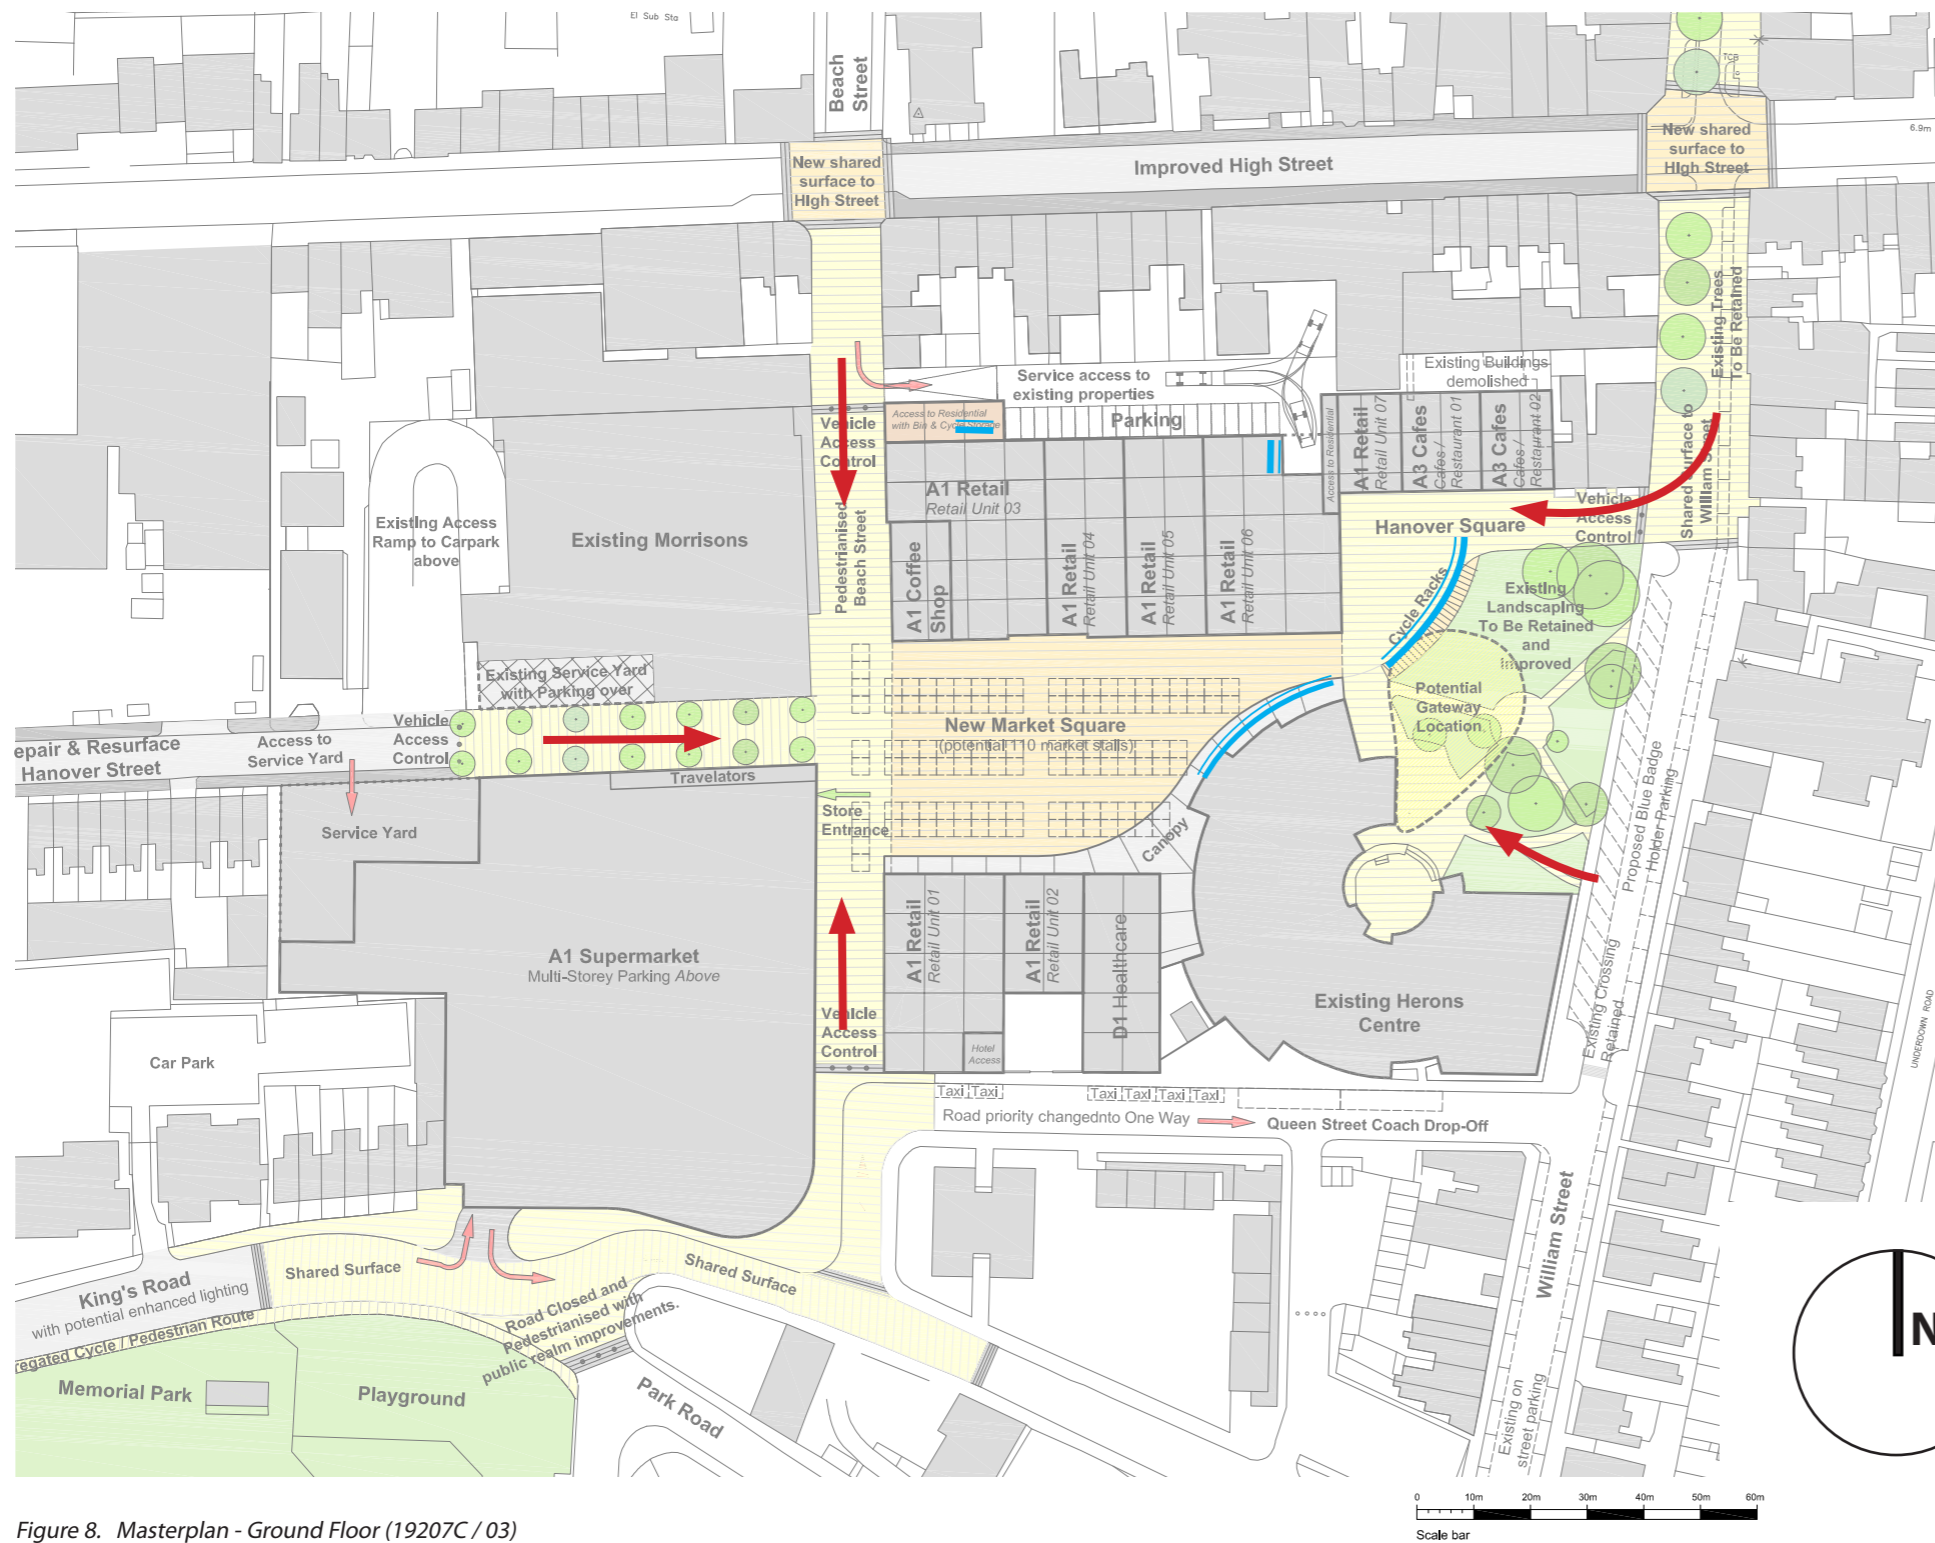 El Sub Sta
Beach
Street
TCB
6.9m
New shared
surface to
HIgh Street
Improved High Street
New shared
surface to
HIgh Street
Existing Trees
To Be Retained
Service access to
existing properties
Existing Buildings
demolished
Access to Residential
with Bin & Cycle Storage
Parking
Vehicle
Access
Control
Pedestrianised
Beach Street
Existing Access
Ramp to Carpark
above
Existing Morrisons
A1 Retail
Retail Unit 03
A1 Coffee
Shop
A1 Retail
Retail Unit 04
A1 Retail
Retail Unit 05
A1 Retail
Retail Unit 06
Access to Residential
A1 Retail
Retail Unit 07
A3 Cafes
Cafes /
Restaurant 01
A3 Cafes
Cafes /
Restaurant 02
Shared surface to
William Street
Vehicle
Access
Control
Hanover Square
Cycle Racks
Existing
Landscaping
To Be Retained
and
improved
Potential
Gateway
Location
Existing Service Yard
with Parking over
epair & Resurface
Hanover Street
Access to
Service Yard
Vehicle
Access
Control
Travelators
New Market Square
(potential 110 market stalls)
Store
Entrance
Canopy
Service Yard
Proposed Blue Badge
Holder Parking
A1 Supermarket
Multi-Storey Parking Above
A1 Retail
Retail Unit 01
A1 Retail
Retail Unit 02
D1 Healthcare
Hotel
Access
Vehicle
Access
Control
Existing Herons
Centre
Existing Crossing
Retained
UNDERDOWN ROAD
Car Park
Taxi Taxi
Taxi Taxi Taxi Taxi
Road priority changednto One Way
Queen Street Coach Drop-Off
William Street
Existing on
street parking
King's Road
with potential enhanced lighting
regated Cycle / Pedestrian Route
Shared Surface
Shared Surface
Road Closed and
Pedestrianised with
public realm improvements.
Memorial Park
Playground
Park Road
N
0 10m 20m 30m 40m 50m 60m
Scale bar
Figure 8. Masterplan - Ground Floor (19207C / 03)